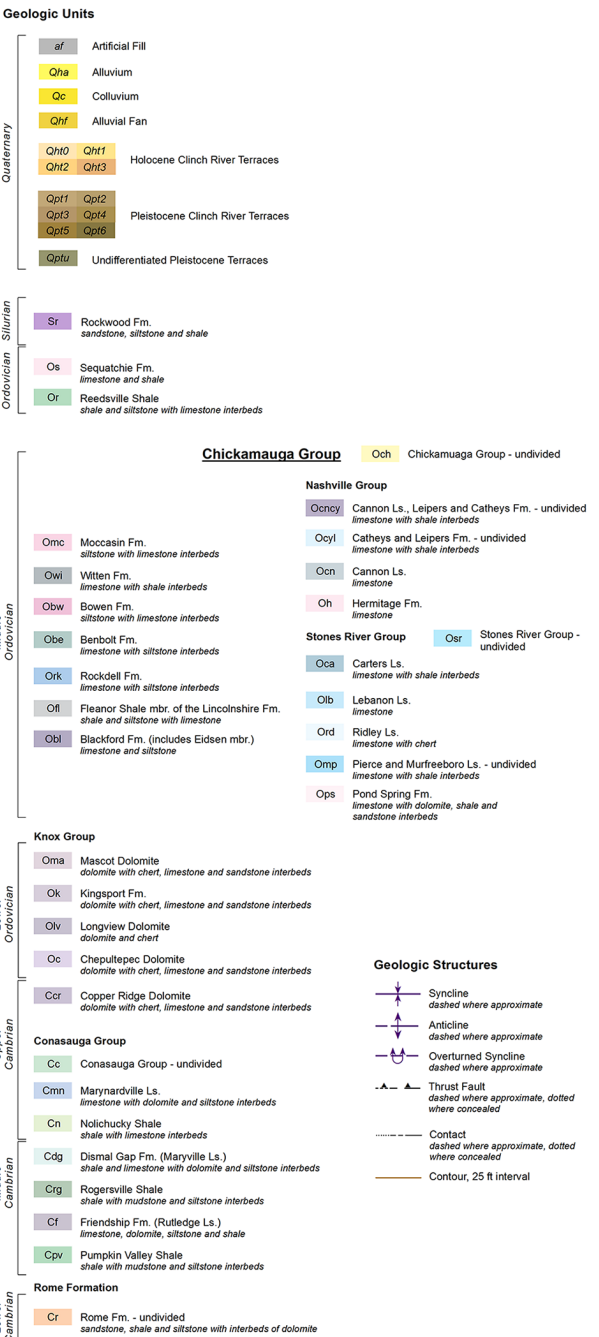 Geologic Units
Quaternary
af Artificial Fill
Qha Alluvium
Qc Colluvium
Qhf Alluvial Fan
Qht0 Qht1
Qht2 Qht3
Holocene Clinch River Terraces
Qpt1 Qpt2
Qpt3 Qpt4
Qpt5 Qpt6
Pleistocene Clinch River Terraces
Qptu Undifferentiated Pleistocene Terraces
Silurian
Sr Rockwood Fm.
sandstone, siltstone and shale
Ordovician
Os Sequatchie Fm.
limestone and shale
Or Reedsville Shale
shale and siltstone with limestone interbeds
Chickamauga Group
Och Chickamuaga Group - undivided
Ordovician
Omc Moccasin Fm.
siltstone with limestone interbeds
Owi Witten Fm.
limestone with shale interbeds
Obw Bowen Fm.
siltstone with limestone interbeds
Obe Benbolt Fm.
limestone with siltstone interbeds
Ork Rockdell Fm.
limestone with siltstone interbeds
Ofl Fleanor Shale mbr. of the Lincolnshire Fm.
shale and siltstone with limestone
Obl Blackford Fm. (includes Eidsen mbr.)
limestone and siltstone
Nashville Group
Ocncy Cannon Ls., Leipers and Catheys Fm. - undivided
limestone with shale interbeds
Ocyl Catheys and Leipers Fm. - undivided
limestone with shale interbeds
Ocn Cannon Ls.
limestone
Oh Hermitage Fm.
limestone
Stones River Group
Osr Stones River Group -
undivided
Oca Carters Ls.
limestone with shale interbeds
Olb Lebanon Ls.
limestone
Ord Ridley Ls.
limestone with chert
Omp Pierce and Murfreeboro Ls. - undivided
limestone with shale interbeds
Ops Pond Spring Fm.
limestone with dolomite, shale and
sandstone interbeds
Knox Group
Ordovician
Oma Mascot Dolomite
dolomite with chert, limestone and sandstone interbeds
Ok Kingsport Fm.
dolomite with chert, limestone and sandstone interbeds
Olv Longview Dolomite
dolomite and chert
Oc Chepultepec Dolomite
dolomite with chert, limestone and sandstone interbeds
Cambrian
Ccr Copper Ridge Dolomite
dolomite with chert, limestone and sandstone interbeds
Conasauga Group
Cc Conasauga Group - undivided
Cmn Marynardville Ls.
limestone with dolomite and siltstone interbeds
Cn Nolichucky Shale
shale with limestone interbeds
Cambrian
Cdg Dismal Gap Fm. (Maryville Ls.)
shale and limestone with dolomite and siltstone interbeds
Crg Rogersville Shale
shale with mudstone and siltstone interbeds
Cf Friendship Fm. (Rutledge Ls.)
limestone, dolomite, siltstone and shale
Cpv Pumpkin Valley Shale
shale with mudstone and siltstone interbeds
Rome Formation
Cambrian
Cr Rome Fm. - undivided
sandstone, shale and siltstone with interbeds of dolomite
Geologic Structures
Syncline
dashed where approximate
Anticline
dashed where approximate
Overturned Syncline
dashed where approximate
Thrust Fault
dashed where approximate, dotted
where concealed
Contact
dashed where approximate, dotted
where concealed
Contour, 25 ft interval